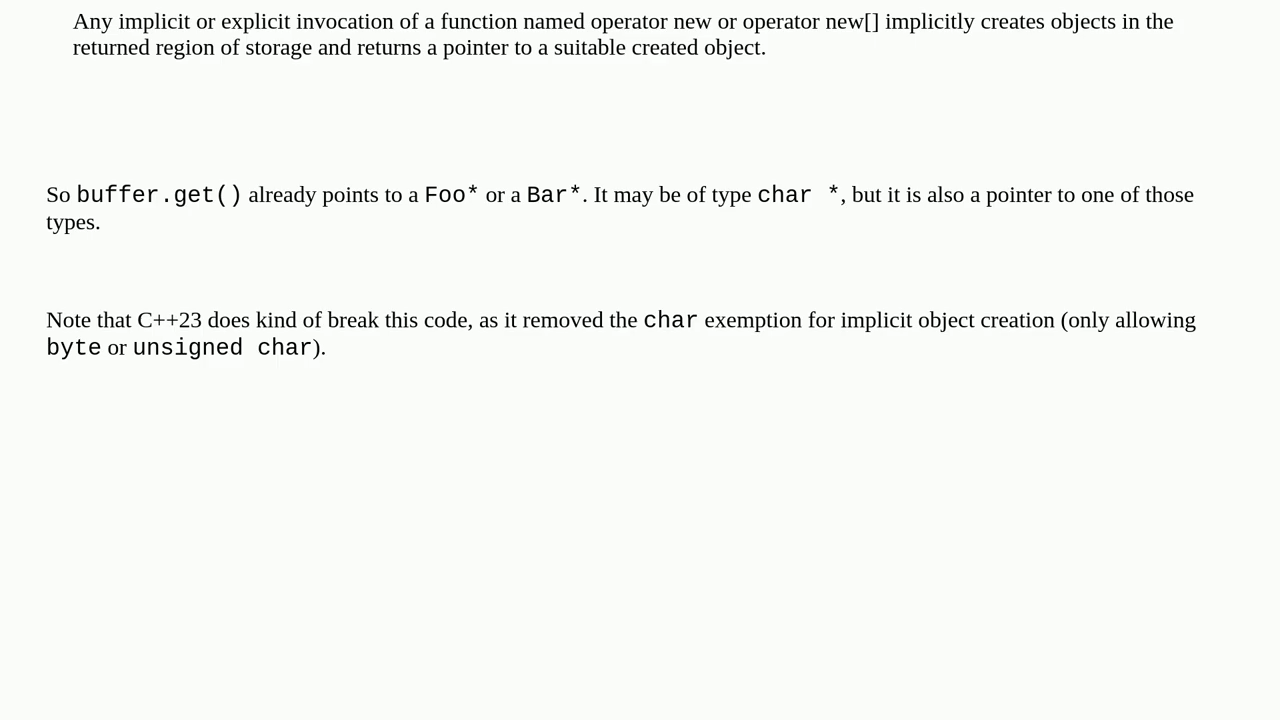 Any implicit or explicit invocation of a function named operator new or operator new[] implicitly creates objects in the
returned region of storage and returns a pointer to a suitable created object.
So buffer.get() already points to a Foo* or a Bar*. It may be of type char *, but it is also a pointer to one of those
types.
Note that C++23 does kind of break this code, as it removed the char exemption for implicit object creation (only allowing
byte or unsigned char).